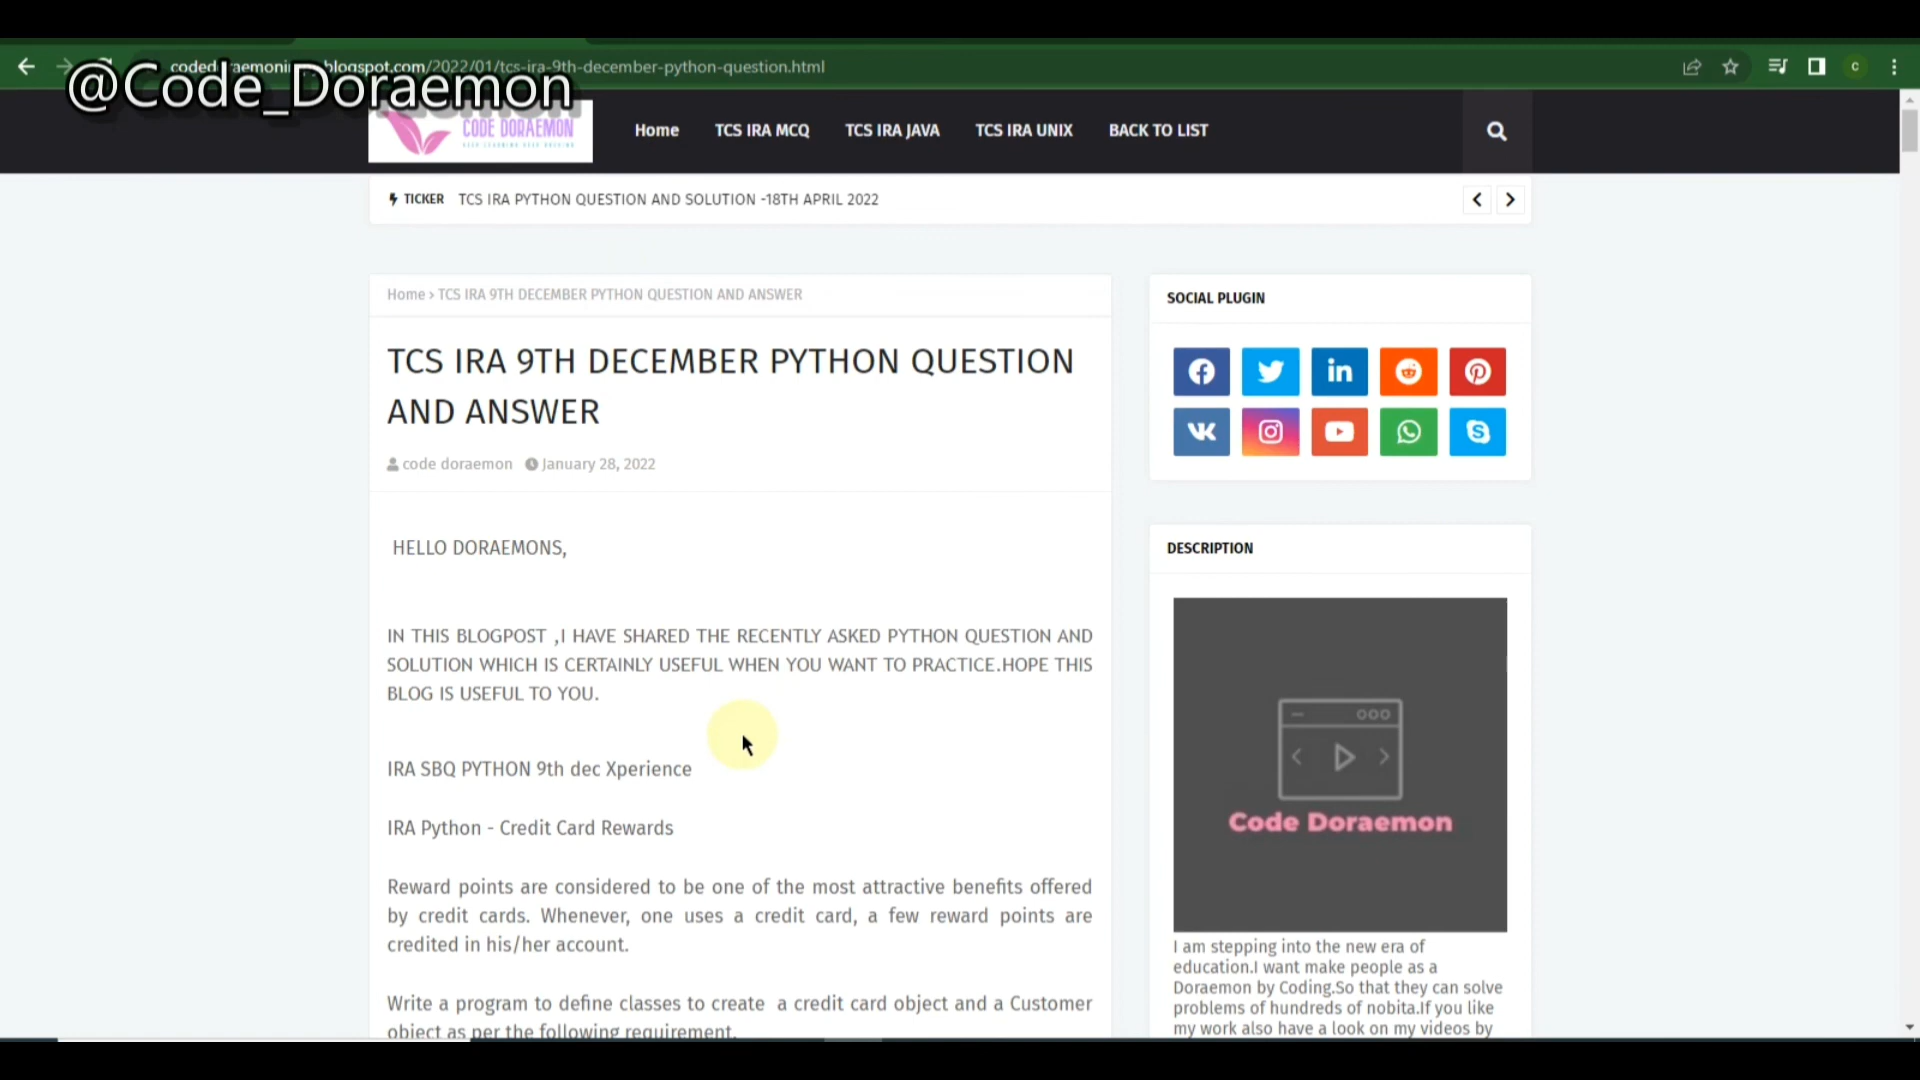 @Code_Doraemon
blogspot.com/2022/01/tcs-ira-9th-december-python-question.html
C
CODE DORAEMON
Home
TCS IRA MCQ
TCS IRA JAVA
TCS IRA UNIX
BACK TO LIST
TICKER
TCS IRA PYTHON QUESTION AND SOLUTION -18TH APRIL 2022
Home › TCS IRA 9TH DECEMBER PYTHON QUESTION AND ANSWER
TCS IRA 9TH DECEMBER PYTHON QUESTION
AND ANSWER
code doraemon January 28, 2022
HELLO DORAEMONS,
IN THIS BLOGPOST ,I HAVE SHARED THE RECENTLY ASKED PYTHON QUESTION AND
SOLUTION WHICH IS CERTAINLY USEFUL WHEN YOU WANT TO PRACTICE.HOPE THIS
BLOG IS USEFUL TO YOU.
IRA SBQ PYTHON 9th dec Xperience
IRA Python - Credit Card Rewards
Reward points are considered to be one of the most attractive benefits offered
by credit cards. Whenever, one uses a credit card, a few reward points are
credited in his/her account.
Write a program to define classes to create a credit card object and a Customer
object as per the following requirement.
SOCIAL PLUGIN
DESCRIPTION
Code Doraemon
I am stepping into the new era of
education.I want make people as a
Doraemon by Coding.So that they can solve
problems of hundreds of nobita.If you like
my work also have a look on my videos by